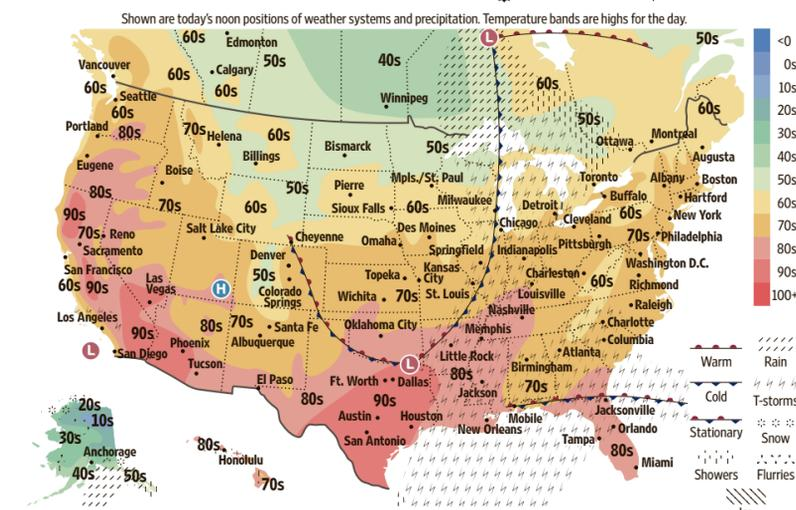 Shown are today's noon positions of weather systems and precipitation. Temperature bands are highs for the day.
L
60s
Edmonton
50s
<0
Vancouver
60s
Calgary
50s
40s
0s
60s
Seattle
60s
Winnipeg
60s
60s
10s
60s
20s
Portland
80s
70s
Helena
60s
50s
Ottawa
Montreal
30s
Eugene
Billings
Bismarck
50s
Augusta
40s
Boise
50s
Pierre
Mpls./St. Paul
Toronto
Albany
Boston
50s
80s
70s
60s
Sioux Falls
60s
Milwaukee
Detroit
Buffalo
Hartford
60s
90s
Salt Lake City
Cheyenne
Omaha
Des Moines
Chicago
Cleveland
60s
New York
70s
70s
Reno
Denver
Springfield
Indianapolis
Pittsburgh
70s
Philadelphia
80s
Sacramento
50s
Topeka
Kansas
City
Charleston
Washington D.C.
90s
San Francisco
Las
Vegas
H
Colorado
Springs
Wichita
70s
St. Louis
Louisville
60s
Richmond
100+
60s
90s
Nashville
Raleigh
Los Angeles
90s
80s
70s
Santa Fe
Oklahoma City
Memphis
Charlotte
Albuquerque
L
San Diego
Phoenix
L
Little Rock
Atlanta
Columbia
Warm
Rain
Tucson
El Paso
Ft. Worth
Dallas
80s
Birmingham
80s
90s
Jackson
70s
Cold
T-storms
20s
10s
Austin
Houston
New Orleans
Mobile
Jacksonville
Stationary
Snow
30s
San Antonio
Tampa
Orlando
Anchorage
80s
Honolulu
80s
Showers
Flurries
40s
50s
70s
Miami